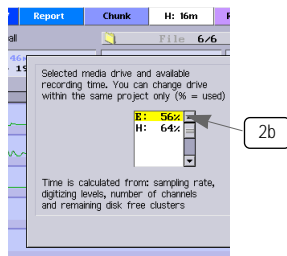 Report Chunk H: 16m
all File 6/6
Selected media drive and available
recording time. You can change drive
within the same project only (% = used)
E: 56%
H: 64%
2b
Time is calculated from: sampling rate,
digitizing levels, number of channels
and remaining disk free clusters